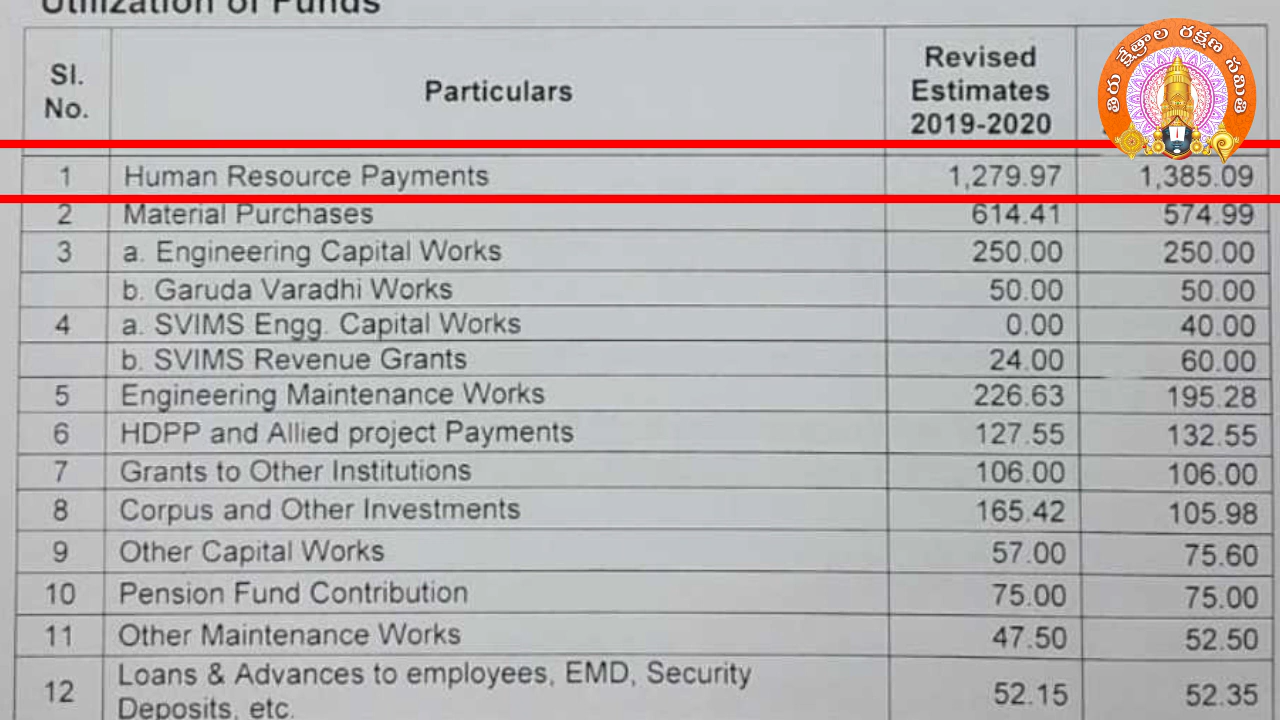 Utilization of Funds
Sl. No. Particulars Revised Estimates 2019-2020
తిరు క్షేత్రాల రక్షణ సమితి
1 Human Resource Payments 1,279.97 1,385.09
2 Material Purchases 614.41 574.99
3 a. Engineering Capital Works 250.00 250.00
b. Garuda Varadhi Works 50.00 50.00
4 a. SVIMS Engg. Capital Works 0.00 40.00
b. SVIMS Revenue Grants 24.00 60.00
5 Engineering Maintenance Works 226.63 195.28
6 HDPP and Allied project Payments 127.55 132.55
7 Grants to Other Institutions 106.00 106.00
8 Corpus and Other Investments 165.42 105.98
9 Other Capital Works 57.00 75.60
10 Pension Fund Contribution 75.00 75.00
11 Other Maintenance Works 47.50 52.50
12 Loans & Advances to employees, EMD, Security 52.15 52.35
Deposits, etc.